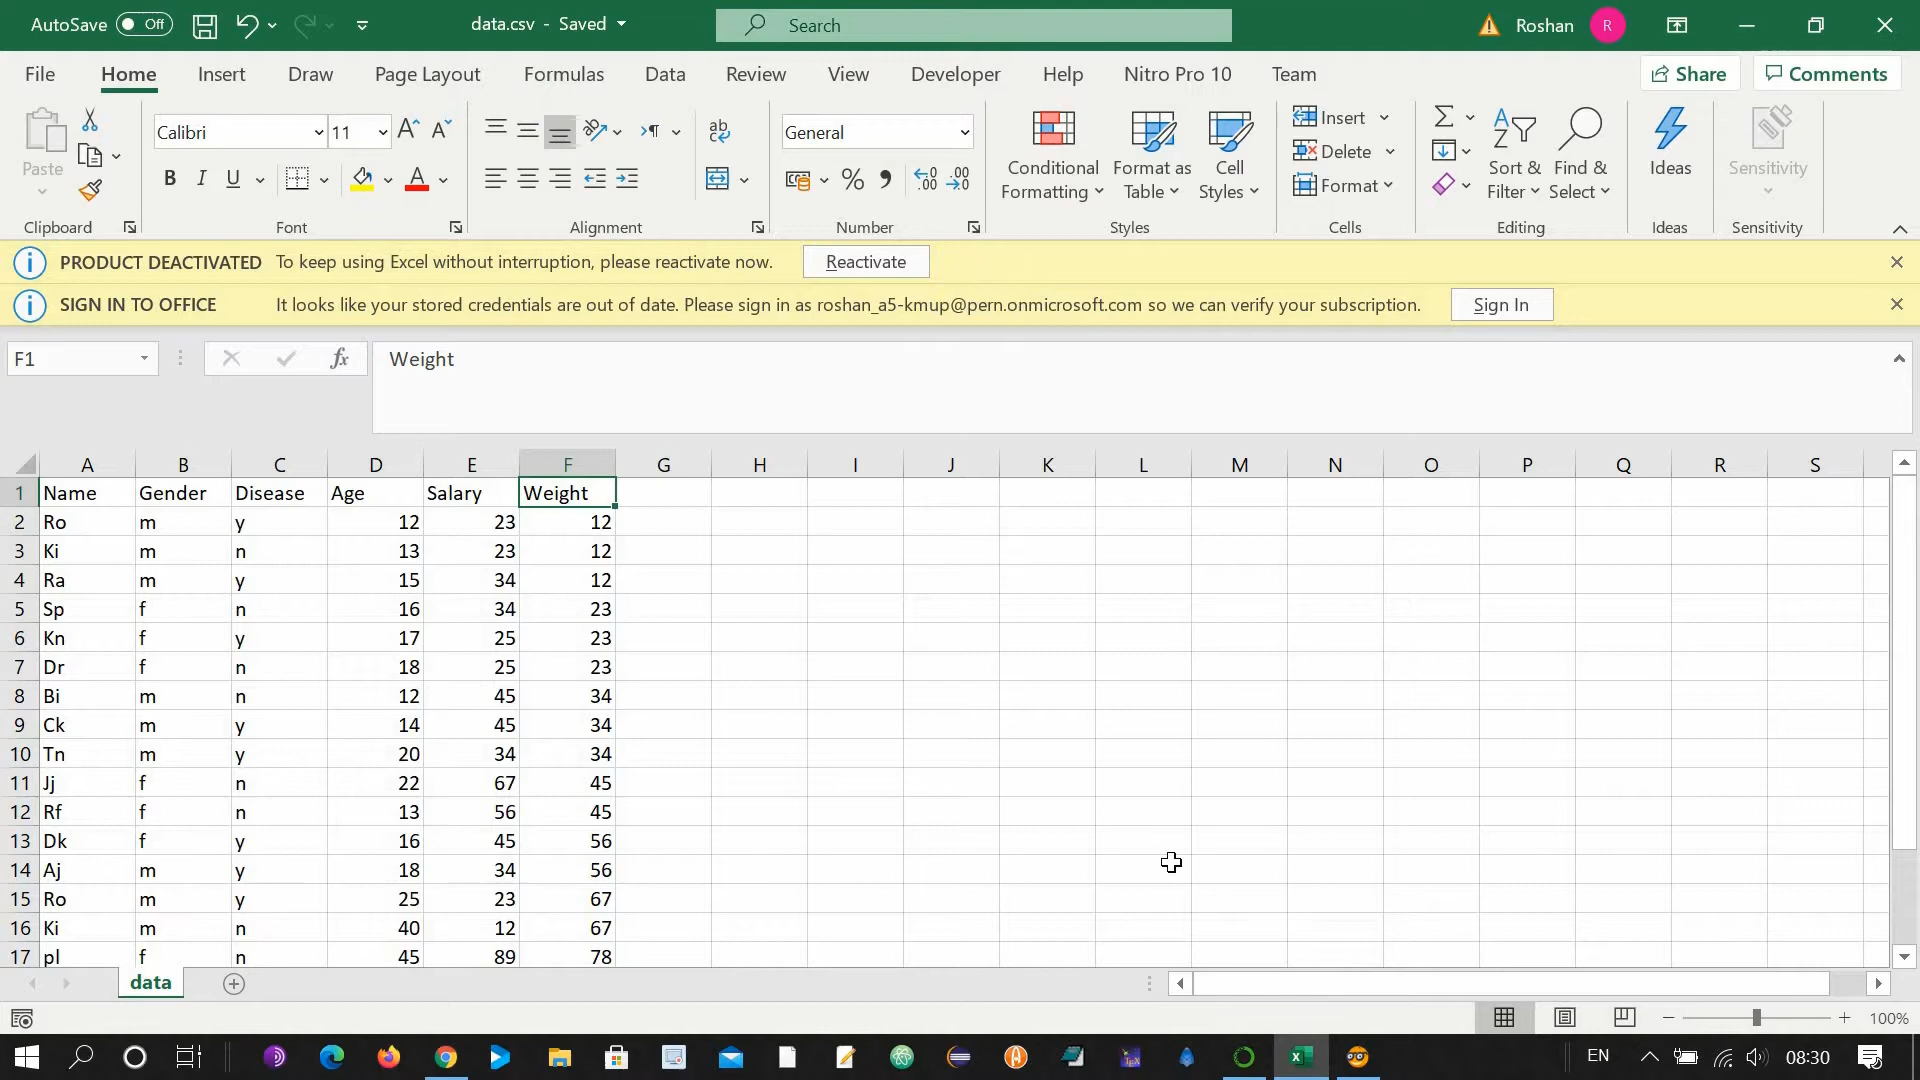 AutoSave Off data.csv - Saved Search Roshan R
File Home Insert Draw Page Layout Formulas Data Review View Developer Help Nitro Pro 10 Team Share Comments
Paste
Calibri 11
B I U
ab
General
% ,
Conditional Formatting
Format as Table
Cell Styles
Insert
Delete
Format
Sort & Filter
Find & Select
Ideas
Sensitivity
Clipboard Font Alignment Number Styles Cells Editing Ideas Sensitivity
PRODUCT DEACTIVATED To keep using Excel without interruption, please reactivate now. Reactivate
SIGN IN TO OFFICE It looks like your stored credentials are out of date. Please sign in as roshan_a5-kmup@pern.onmicrosoft.com so we can verify your subscription. Sign In
F1 fx Weight
A B C D E F G H I J K L M N O P Q R S
1 Name Gender Disease Age Salary Weight
2 Ro m y 12 23 12
3 Ki m n 13 23 12
4 Ra m y 15 34 12
5 Sp f n 16 34 23
6 Kn f y 17 25 23
7 Dr f n 18 25 23
8 Bi m n 12 45 34
9 Ck m y 14 45 34
10 Tn m y 20 34 34
11 Jj f n 22 67 45
12 Rf f n 13 56 45
13 Dk f y 16 45 56
14 Aj m y 18 34 56
15 Ro m y 25 23 67
16 Ki m n 40 12 67
17 pl f n 45 89 78
data
100%
EN 08:30